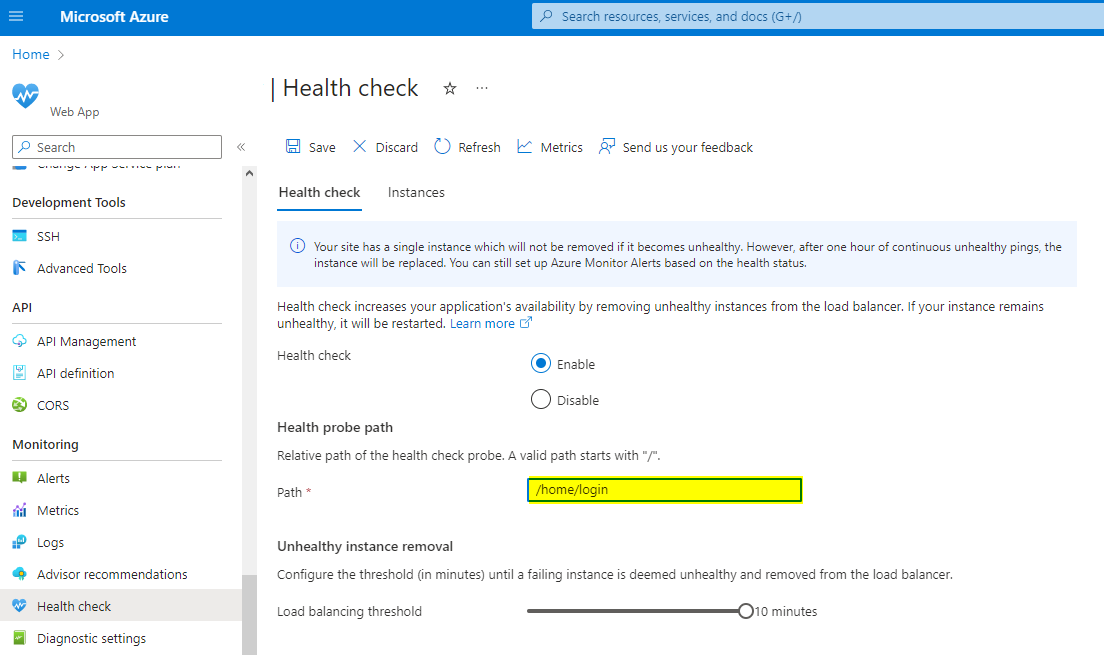 Microsoft Azure
Search resources, services, and docs (G+/)
Home
Health check
Web App
Search
Save
Discard
Refresh
Metrics
Send us your feedback
Change App Service plan
Development Tools
SSH
Advanced Tools
API
API Management
API definition
CORS
Monitoring
Alerts
Metrics
Logs
Advisor recommendations
Health check
Diagnostic settings
Health check
Instances
Your site has a single instance which will not be removed if it becomes unhealthy. However, after one hour of continuous unhealthy pings, the
instance will be replaced. You can still set up Azure Monitor Alerts based on the health status.
Health check increases your application's availability by removing unhealthy instances from the load balancer. If your instance remains
unhealthy, it will be restarted. Learn more
Health check
Enable
Disable
Health probe path
Relative path of the health check probe. A valid path starts with "/".
Path *
/home/login
Unhealthy instance removal
Configure the threshold (in minutes) until a failing instance is deemed unhealthy and removed from the load balancer.
Load balancing threshold
10 minutes